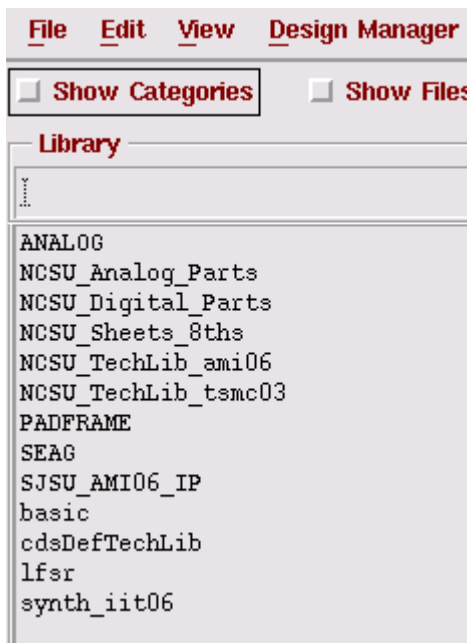 File Edit View Design Manager
Show Categories Show Files
Library
ANALOG
NCSU_Analog_Parts
NCSU_Digital_Parts
NCSU_Sheets_8ths
NCSU_TechLib_ami06
NCSU_TechLib_tsmc03
PADFRAME
SEAG
SJSU_AMI06_IP
basic
cdsDefTechLib
lfsr
synth_iit06